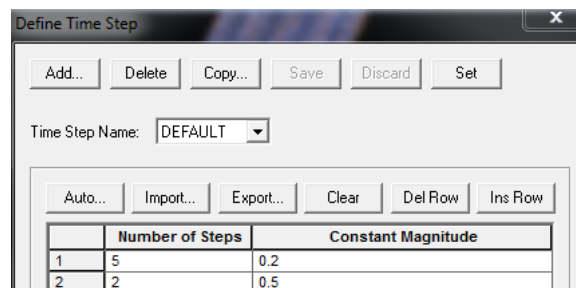 Define Time Step
x
Add... Delete Copy... Save Discard Set
Time Step Name: DEFAULT
Auto... Import... Export... Clear Del Row Ins Row
Number of Steps Constant Magnitude
1 5 0.2
2 2 0.5